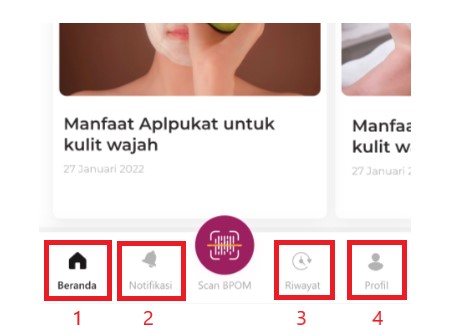 Manfaat Aplpukat untuk
kulit wajah
27 Januari 2022
Manfaa
kulit w
27 Januari 2
Beranda
Notifikasi
Scan BPOM
Riwayat
Profil
1
2
3
4